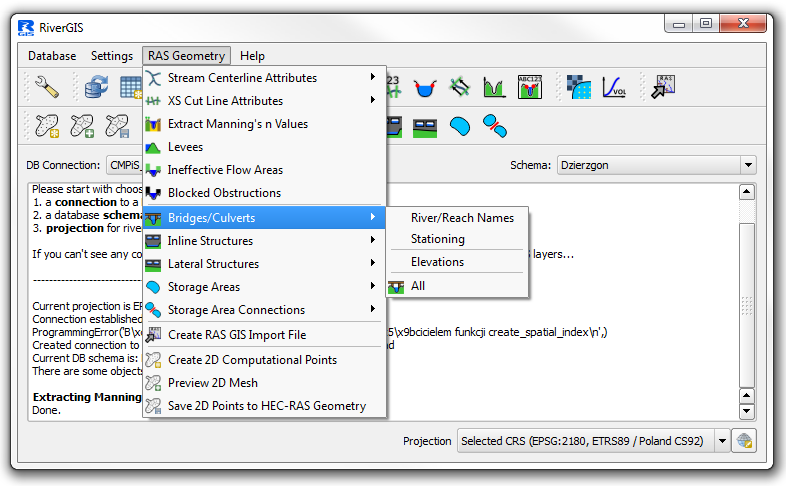 RiverGIS
Database Settings RAS Geometry Help
Stream Centerline Attributes
XS Cut Line Attributes
Extract Manning's n Values
Levees
Ineffective Flow Areas
Blocked Obstructions
Bridges/Culverts
Inline Structures
Lateral Structures
Storage Areas
Storage Area Connections
Create RAS GIS Import File
Create 2D Computational Points
Preview 2D Mesh
Save 2D Points to HEC-RAS Geometry
River/Reach Names
Stationing
Elevations
All
ABC123
VOL
RAS
DB Connection: CMPiS
Schema: Dzierzgon
Please start with choos
1. a connection to a
2. a database schem
3. projection for rive
If you can't see any co
layers...
Current projection is EP
Connection established
ProgrammingError('B\xc
5\x9bcicielem funkcji create_spatial_index\n',)
Created connection to
Current DB schema is:
There are some objects
Extracting Manning
Done.
Projection Selected CRS (EPSG:2180, ETRS89 / Poland CS92)